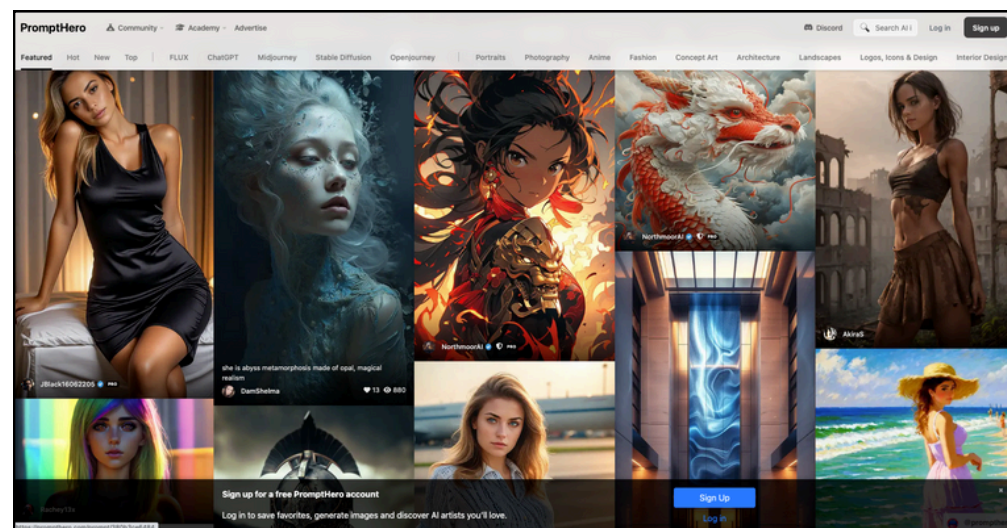 PromptHero Community Academy Advertise Discord Search AI Log in Sign up
Featured Hot New Top FLUX ChatGPT Midjourney Stable Diffusion Openjourney Portraits Photography Anime Fashion Concept Art Architecture Landscapes Logos, Icons & Design Interior Design
NorthmoorAI PRO
AkiraS
NorthmoorAI PRO
she is abyss metamorphosis made of opal, magical
realism
JBlack16062205 PRO
DamShelma 13 880
Sign up for a free PromptHero account
Sign Up
Log in to save favorites, generate images and discover AI artists you'll love.
Log in